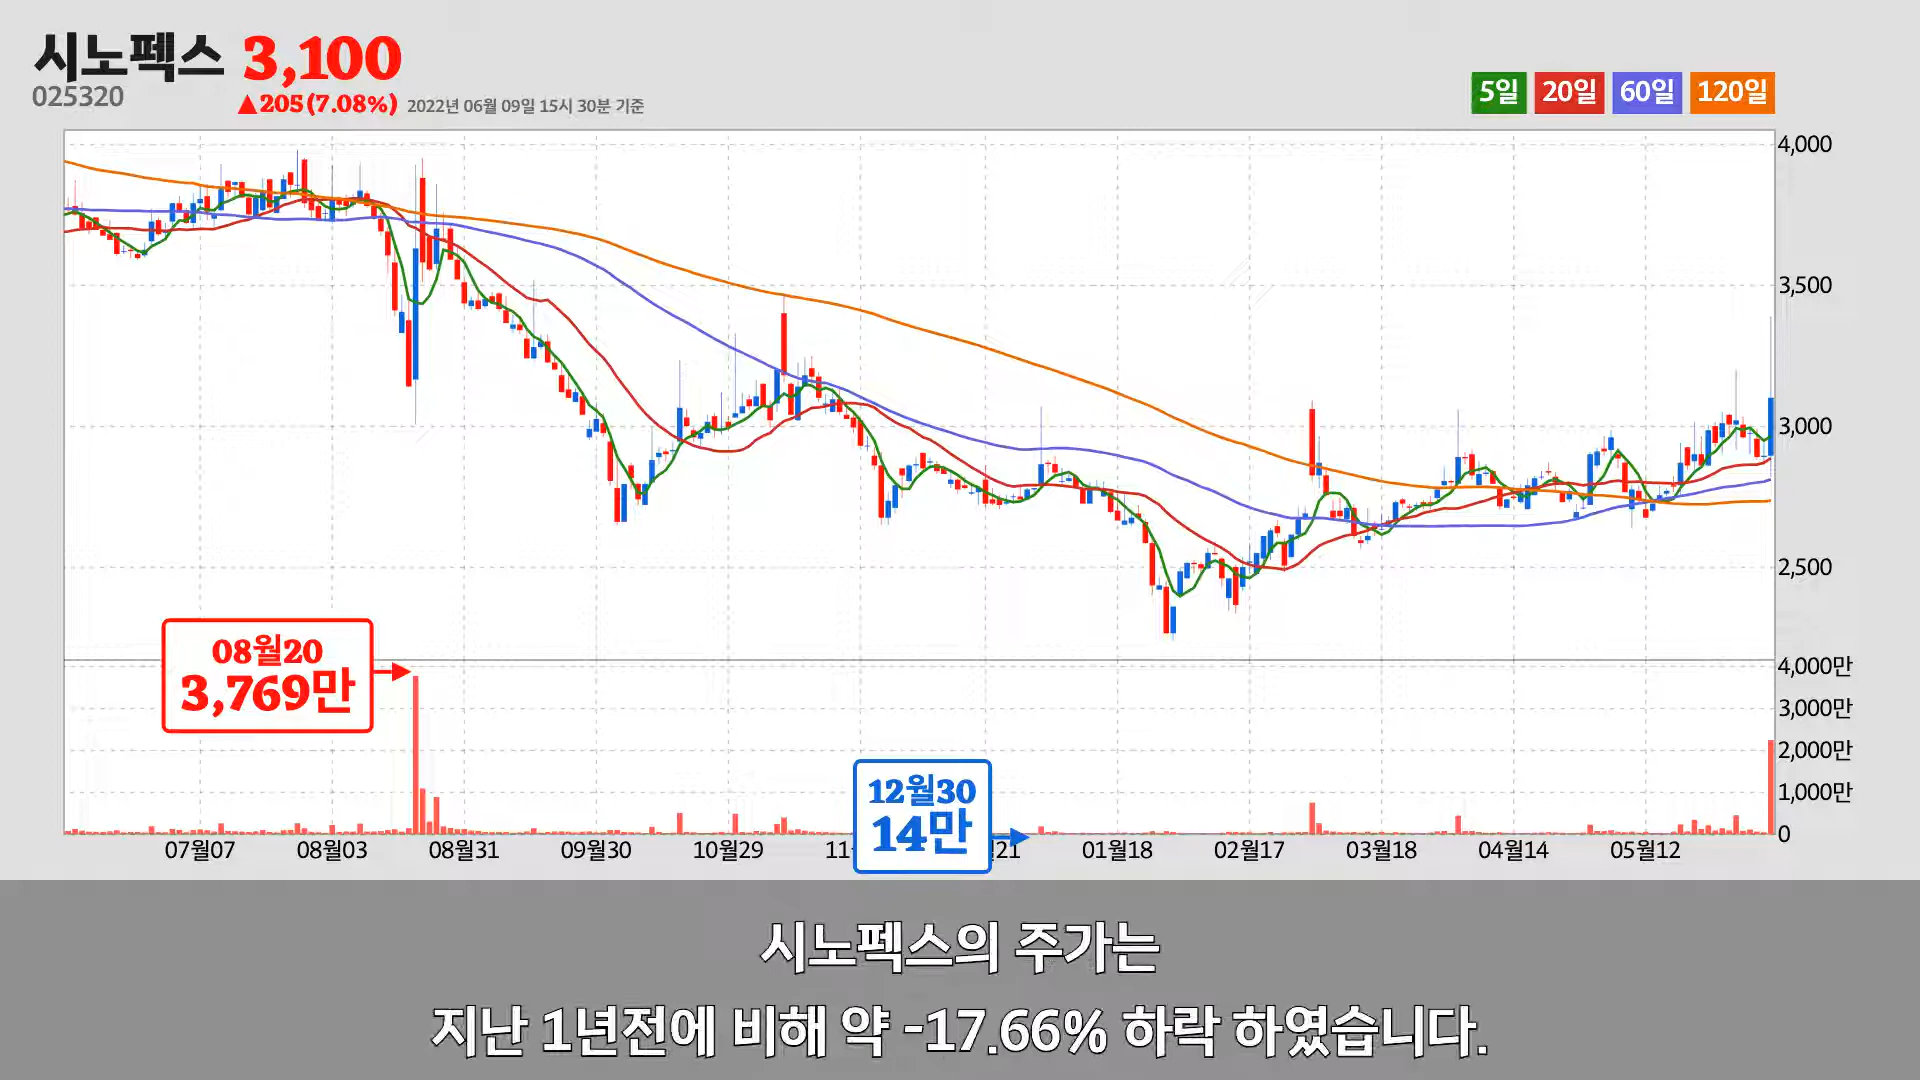 시노펙스 3,100
025320
▲205(7.08%) 2022년 06월 09일 15시 30분 기준
5일 20일 60일 120일
4,000
3,500
3,000
2,500
08월20
3,769만
12월30
14만
4,000만
3,000만
2,000만
1,000만
0
07월07 08월03 08월31 09월30 10월29 11 21 01월18 02월17 03월18 04월14 05월12
시노펙스의 주가는
지난 1년전에 비해 약 -17.66% 하락 하였습니다.